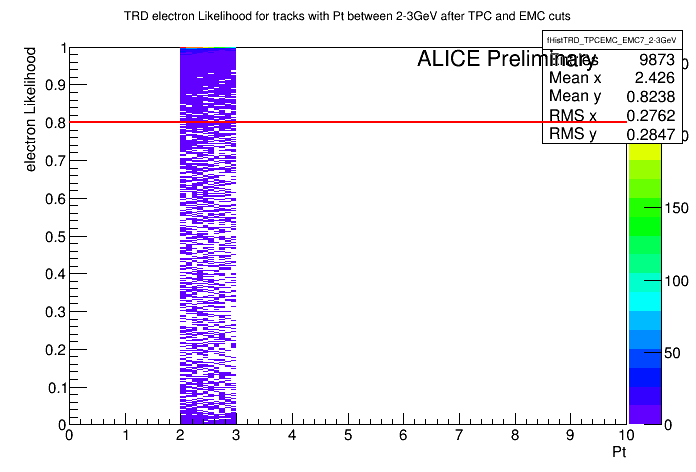 TRD electron Likelihood for tracks with Pt between 2-3GeV after TPC and EMC cuts
fHistTRD_TPCEMC_EMC7_2-3GeV
ALICE Preliminary
9873
Mean x 2.426
Mean y 0.8238
RMS x 0.2762
RMS y 0.2847
electron Likelihood
1
0.9
0.8
0.7
0.6
0.5
0.4
0.3
0.2
0.1
0
0 1 2 3 4 5 6 7 8 9 10
Pt
150
100
50
0